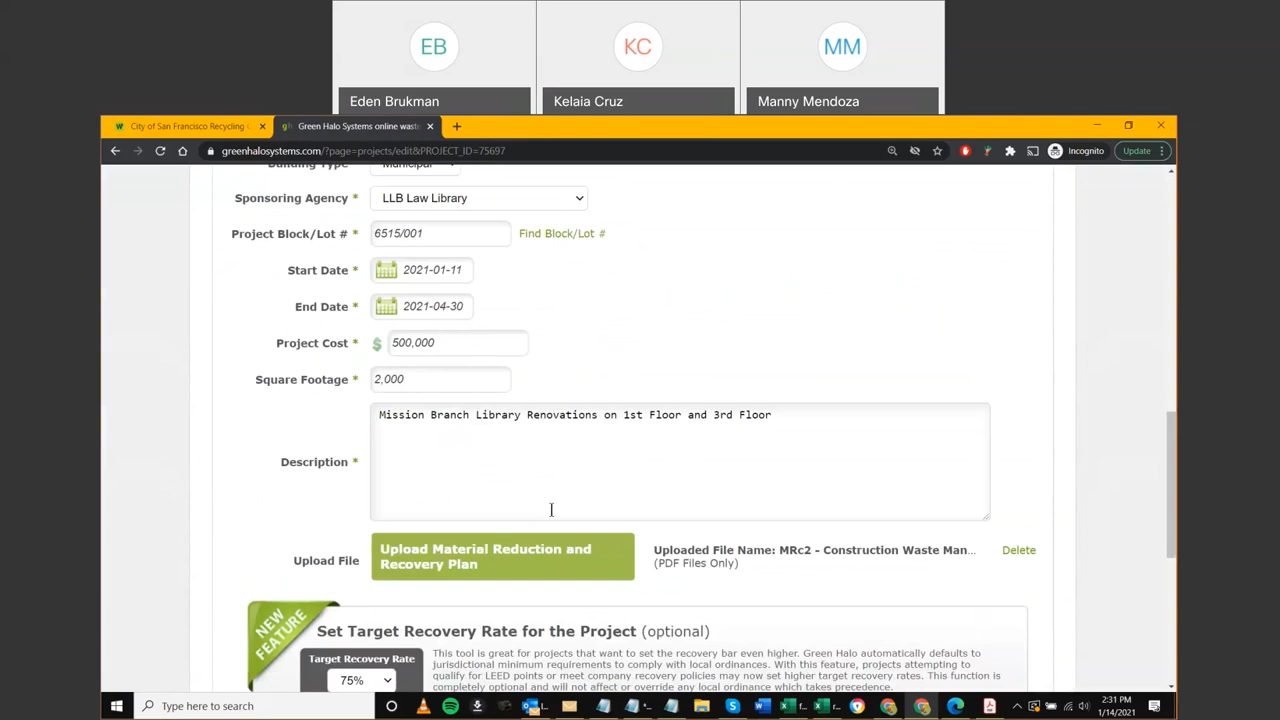 EB
KC
MM
Eden Brukman
Kelaia Cruz
Manny Mendoza
City of San Francisco Recycling
Green Halo Systems online wast
greenhalosystems.com/?page=projects/edit&PROJECT_ID=75697
Incognito
Update
Building Type * Municipal
Sponsoring Agency * LLB Law Library
Project Block/Lot # * 6515/001 Find Block/Lot #
Start Date * 2021-01-11
End Date * 2021-04-30
Project Cost * $ 500,000
Square Footage * 2,000
Mission Branch Library Renovations on 1st Floor and 3rd Floor
Description *
Upload File
Upload Material Reduction and
Recovery Plan
Uploaded File Name: MRc2 - Construction Waste Man...
(PDF Files Only)
Delete
NEW
FEATURE
Set Target Recovery Rate for the Project (optional)
Target Recovery Rate
75%
This tool is great for projects that want to set the recovery bar even higher. Green Halo automatically defaults to
jurisdictional minimum requirements to comply with local ordinances. With this feature, projects attempting to
qualify for LEED points or meet company recovery policies may now set higher target recovery rates. This function is
completely optional and will not affect or override any local ordinance which takes precedence.
Type here to search
2:31 PM
1/14/2021